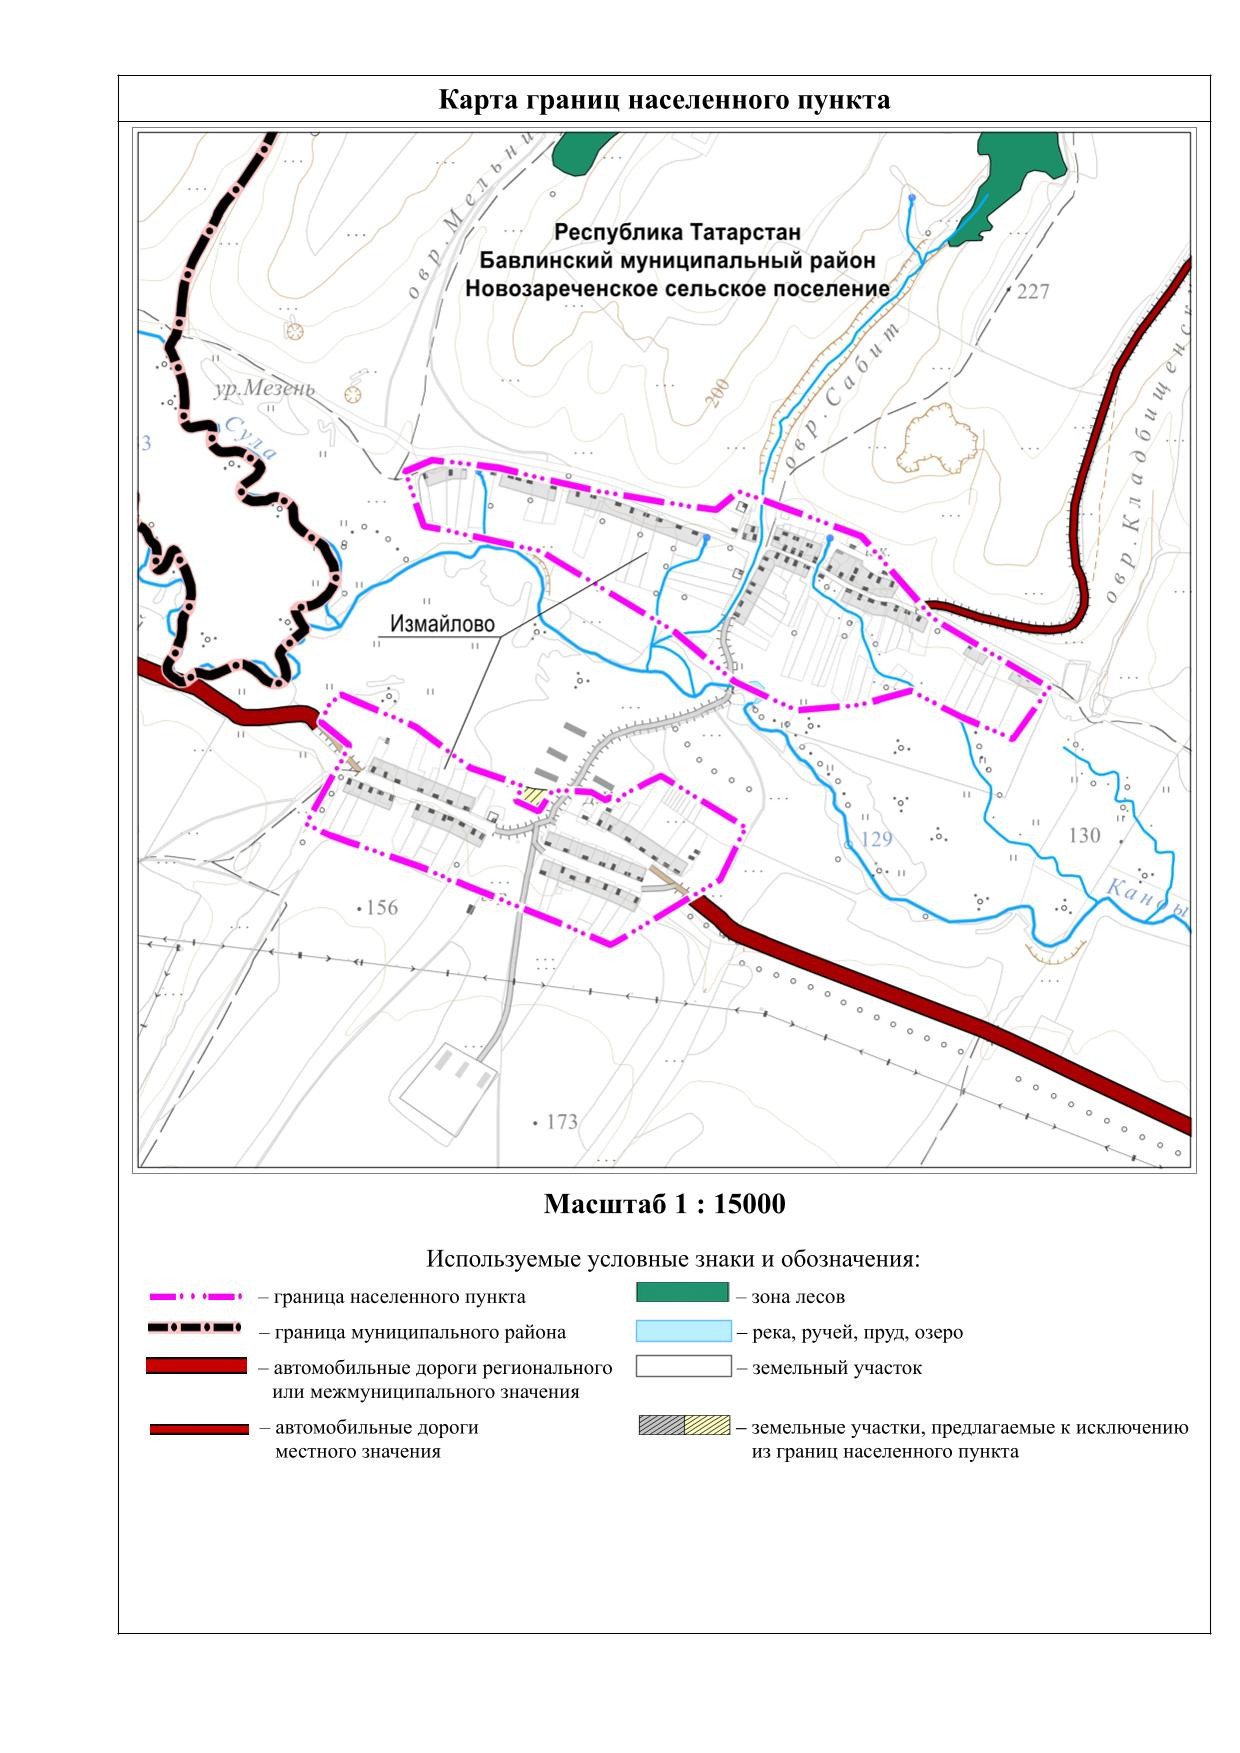 Карта границ населенного пункта
овр.Мельни
Республика Татарстан
Бавлинский муниципальный район
Новозареченское сельское поселение
227
ур.Мезень
200
овр.Сабит
овр.Кладбищенск
Сула
3
Измайлово
129
130
Каноы
156
173
Масштаб 1 : 15000
Используемые условные знаки и обозначения:
– граница населенного пункта
– зона лесов
– граница муниципального района
– река, ручей, пруд, озеро
– автомобильные дороги регионального
или межмуниципального значения
– земельный участок
– автомобильные дороги
местного значения
– земельные участки, предлагаемые к исключению
из границ населенного пункта